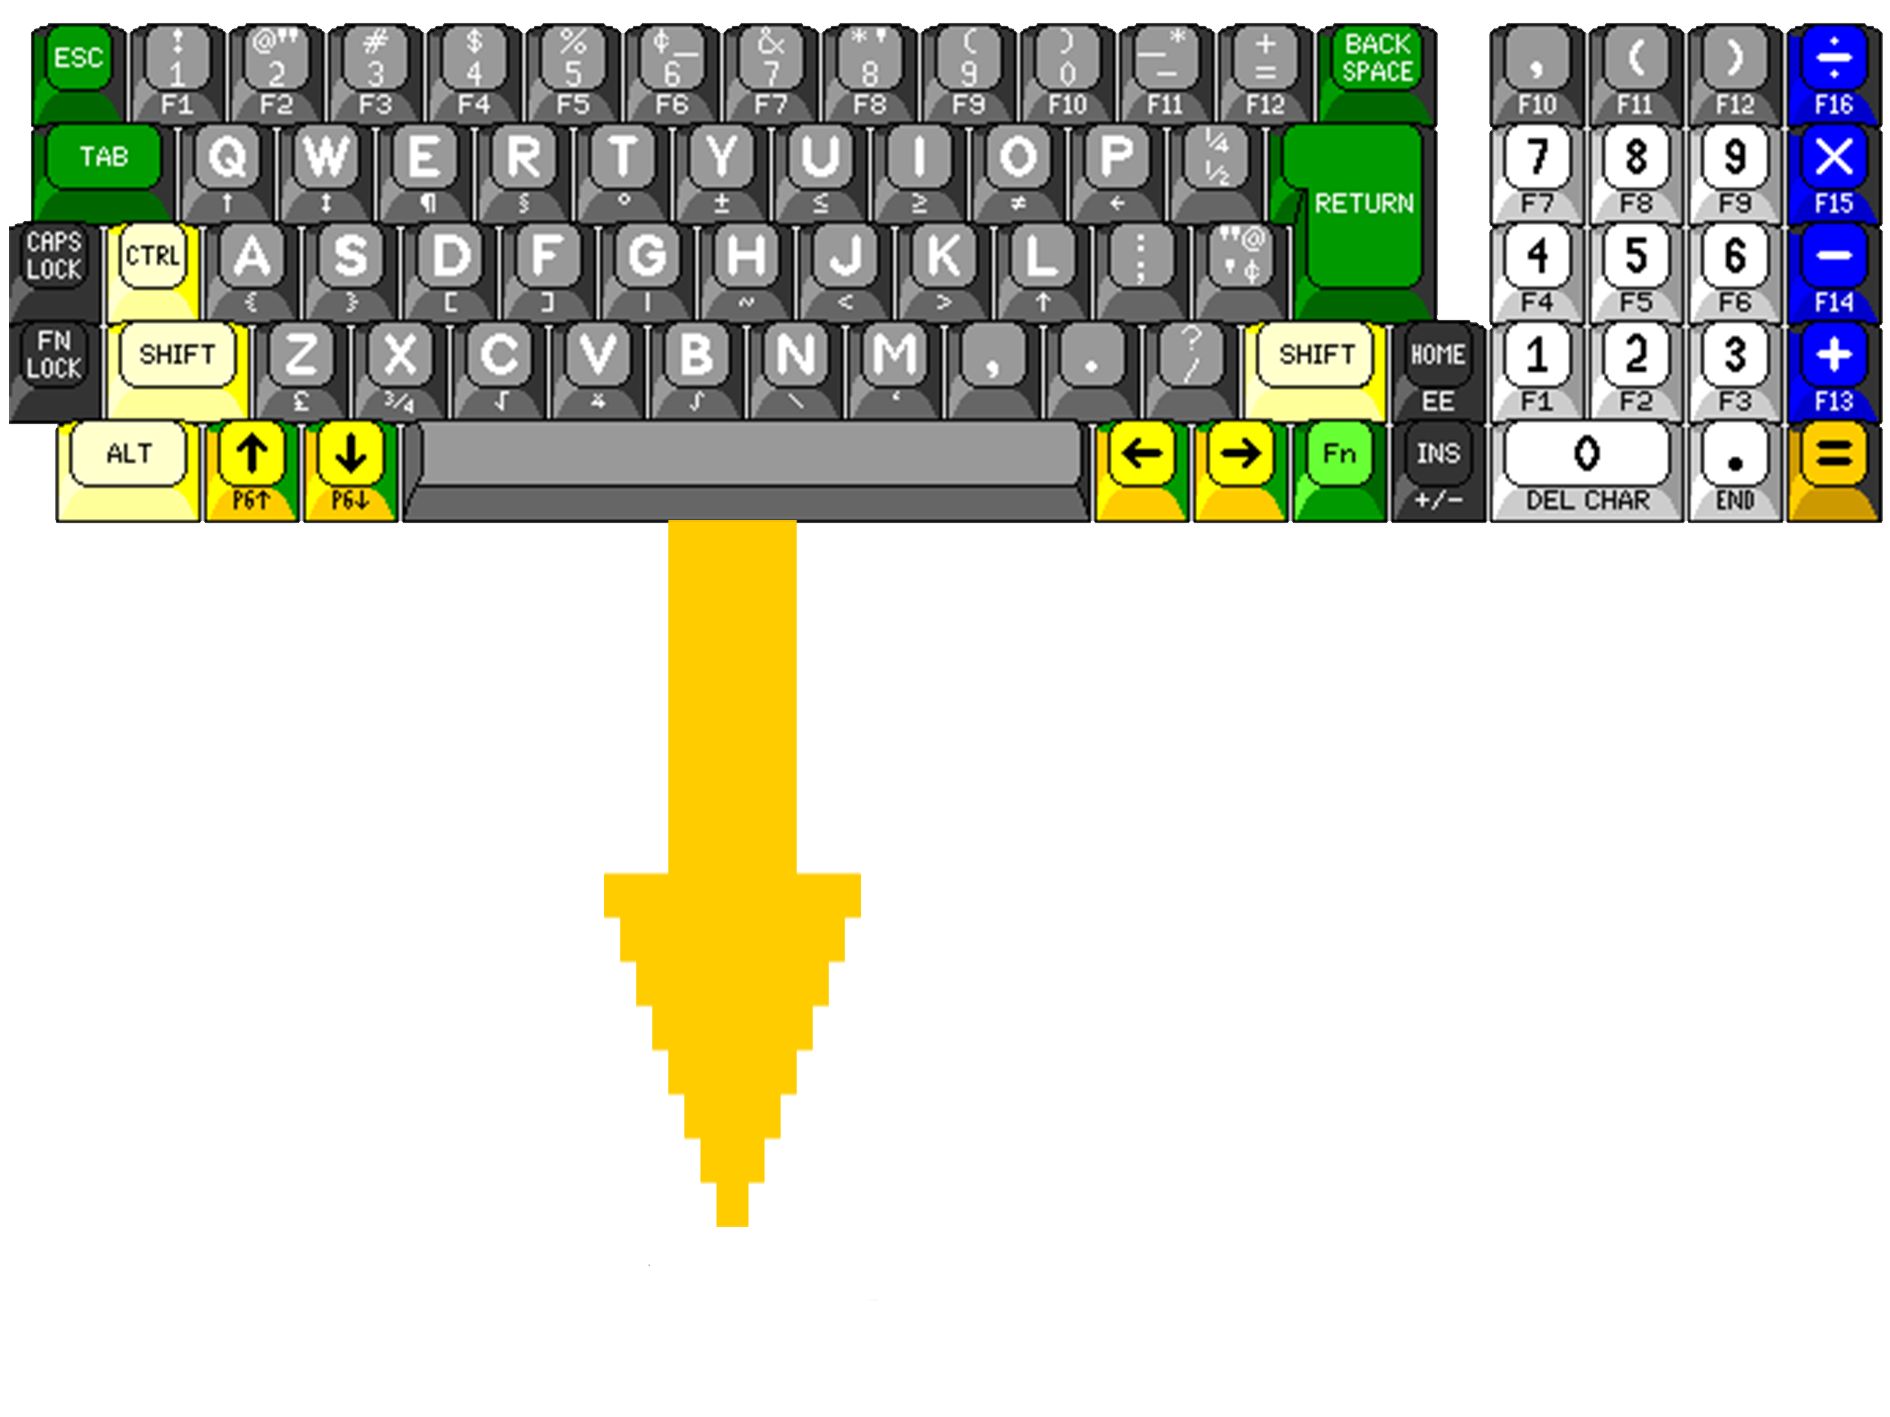 ESC : 1 F1 @" 2 F2 # 3 F3 $ 4 F4 % 5 F5 ¢_ 6 F6 & 7 F7 *' 8 F8 ( 9 F9 ) 0 F10 _* - F11 + = F12 BACK SPACE , F10 ( F11 ) F12 ÷ F16
TAB Q ↑ W ↕ E ¶ R § T ° Y ± U ≤ I ≥ O ≠ P ← ¼ ½ RETURN 7 F7 8 F8 9 F9 × F15
CAPS LOCK CTRL A { S } D [ F ] G | H ~ J < K > L ↑ : ; "@ '¢ 4 F4 5 F5 6 F6 − F14
FN LOCK SHIFT Z £ X ¾ C √ V B ∫ N \ M ‘ , . ? / SHIFT HOME EE 1 F1 2 F2 3 F3 + F13
ALT ↑ PG↑ ↓ PG↓ ← → Fn INS +/- 0 DEL CHAR . END =